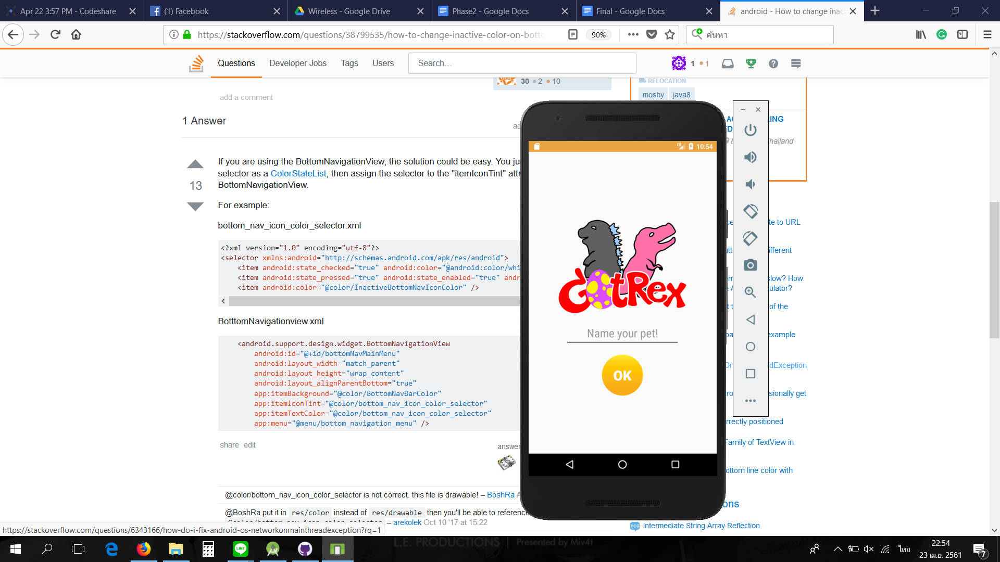 Apr 22 3:57 PM - Codeshare
(1) Facebook
Wireless - Google Drive
Phase2 - Google Docs
Final - Google Docs
android - How to change inac
https://stackoverflow.com/questions/38799535/how-to-change-inactive-color-on-botto
90%
ค้นหา
Questions
Developer Jobs
Tags
Users
Search...
1 ● 1
30 ● 2 ● 10
RELOCATION
mosby java8
add a comment
1 Answer
13
If you are using the BottomNavigationView, the solution could be easy. You ju
selector as a ColorStateList, then assign the selector to the "itemIconTint" att
BottomNavigationView.
For example:
bottom_nav_icon_color_selector.xml
<?xml version="1.0" encoding="utf-8"?>
<selector xmlns:android="http://schemas.android.com/apk/res/android">
<item android:state_checked="true" android:color="@android:color/whi
<item android:state_pressed="true" android:state_enabled="true" and
<item android:color="@color/InactiveBottomNavIconColor" />
BotttomNavigationview.xml
<android.support.design.widget.BottomNavigationView
android:id="@+id/bottomNavMainMenu"
android:layout_width="match_parent"
android:layout_height="wrap_content"
android:layout_alignParentBottom="true"
app:itemBackground="@color/BottomNavBarColor"
app:itemIconTint="@color/bottom_nav_icon_color_selector"
app:itemTextColor="@color/bottom_nav_icon_color_selector"
app:menu="@menu/bottom_navigation_menu" />
share edit
answer
@color/bottom_nav_icon_color_selector is not correct. this file is drawable! – BoshRa A
@BoshRa put it in res/color instead of res/drawable then you'll be able to reference
– arekolek Oct 10 '17 at 15:22
LTE 10:54
GotRex
Name your pet!
OK
RING
Thailand
te to URL
ifferent
slow? How
ulator?
of the
example
dException
sionally get
rrectly positioned
Family of TextView in
ottom line color with
ons
PCG Intermediate String Array Reflection
https://stackoverflow.com/questions/6343166/how-do-i-fix-android-os-networkonmainthreadexception?rq=1
L.E. PRODUCTIONS | Presented by Miv4t
LINE
ไทย
22:54
23 เม.ย. 2561
7